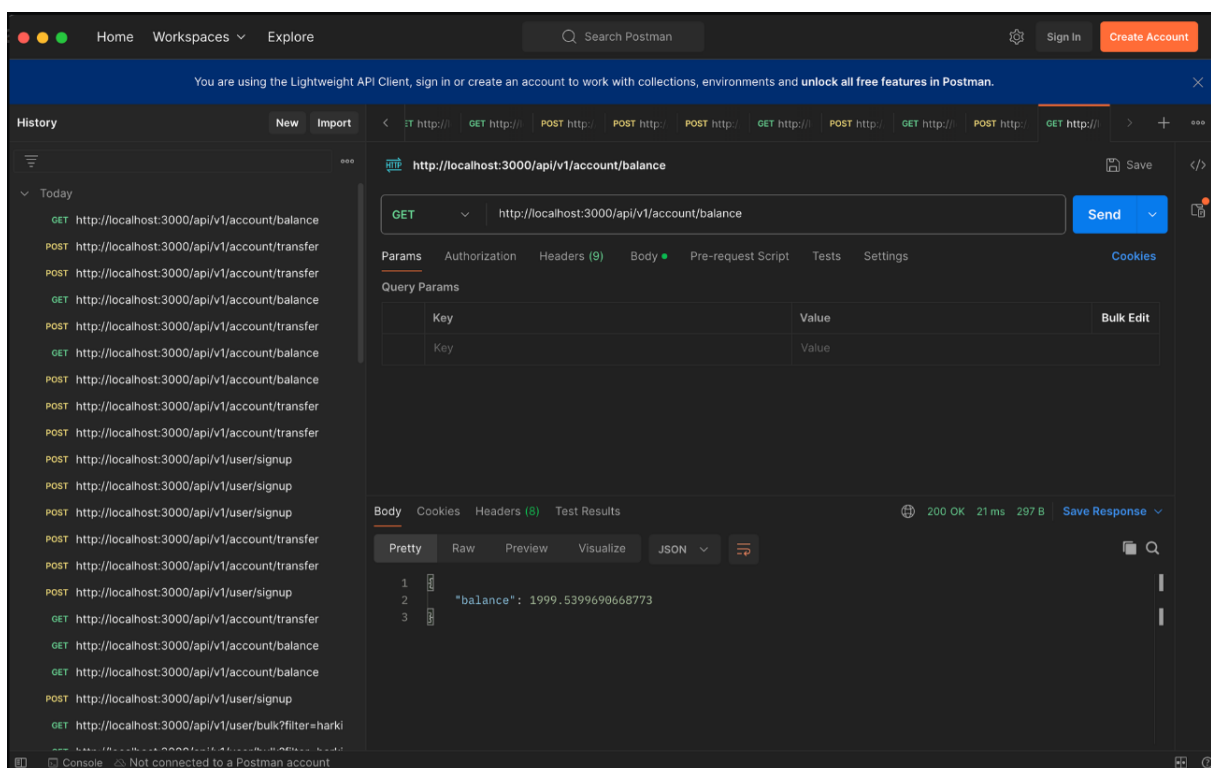 Home Workspaces Explore Search Postman Sign In Create Account
You are using the Lightweight API Client, sign in or create an account to work with collections, environments and unlock all free features in Postman.
History New Import
ET http:// GET http:// POST http:/ POST http:/ POST http:/ GET http:// POST http:/ GET http:// POST http:/ GET http://
HTTP http://localhost:3000/api/v1/account/balance Save
Today
GET http://localhost:3000/api/v1/account/balance
POST http://localhost:3000/api/v1/account/transfer
POST http://localhost:3000/api/v1/account/transfer
GET http://localhost:3000/api/v1/account/balance
POST http://localhost:3000/api/v1/account/transfer
GET http://localhost:3000/api/v1/account/balance
POST http://localhost:3000/api/v1/account/balance
POST http://localhost:3000/api/v1/account/transfer
POST http://localhost:3000/api/v1/account/transfer
POST http://localhost:3000/api/v1/user/signup
POST http://localhost:3000/api/v1/user/signup
POST http://localhost:3000/api/v1/user/signup
POST http://localhost:3000/api/v1/account/transfer
POST http://localhost:3000/api/v1/account/transfer
POST http://localhost:3000/api/v1/user/signup
GET http://localhost:3000/api/v1/account/transfer
GET http://localhost:3000/api/v1/account/balance
GET http://localhost:3000/api/v1/account/balance
POST http://localhost:3000/api/v1/user/signup
GET http://localhost:3000/api/v1/user/bulk?filter=harki
GET http://localhost:3000/api/v1/account/balance Send
Params Authorization Headers (9) Body Pre-request Script Tests Settings Cookies
Query Params
Key Value Bulk Edit
Key Value
Body Cookies Headers (8) Test Results 200 OK 21 ms 297 B Save Response
Pretty Raw Preview Visualize JSON
1 {
2 "balance": 1999.5399690668773
3 }
Console Not connected to a Postman account